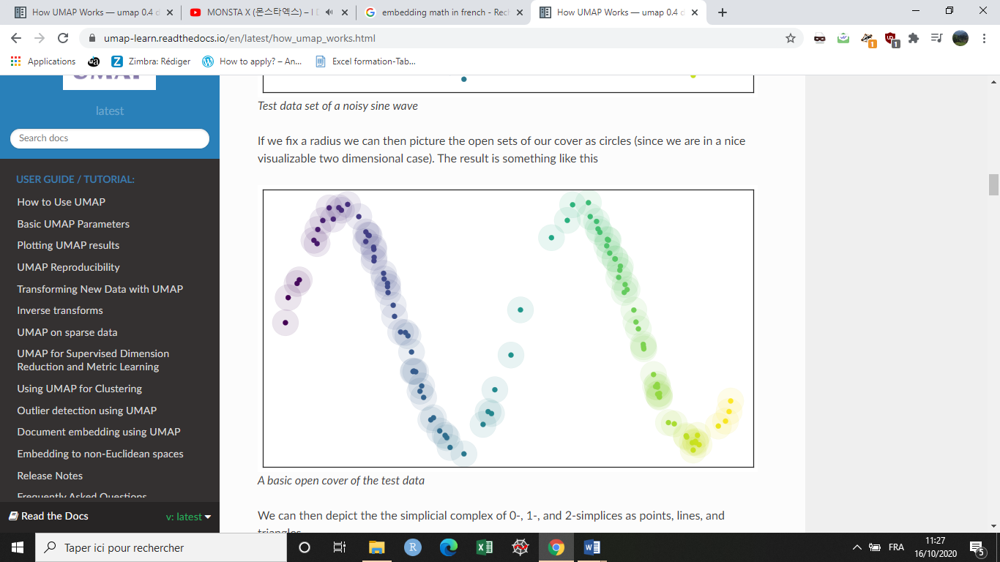 How UMAP Works — umap 0.4 d
MONSTA X (몬스타엑스) – I D
embedding math in french - Rech
How UMAP Works — umap 0.4 d
umap-learn.readthedocs.io/en/latest/how_umap_works.html
1
1
Applications
Zimbra: Rédiger
How to apply? – An...
Excel formation-Tab...
UMAP
latest
Search docs
USER GUIDE / TUTORIAL:
How to Use UMAP
Basic UMAP Parameters
Plotting UMAP results
UMAP Reproducibility
Transforming New Data with UMAP
Inverse transforms
UMAP on sparse data
UMAP for Supervised Dimension
Reduction and Metric Learning
Using UMAP for Clustering
Outlier detection using UMAP
Document embedding using UMAP
Embedding to non-Euclidean spaces
Release Notes
Frequently Asked Questions
Read the Docs
v: latest
Test data set of a noisy sine wave
If we fix a radius we can then picture the open sets of our cover as circles (since we are in a nice
visualizable two dimensional case). The result is something like this
A basic open cover of the test data
We can then depict the the simplicial complex of 0-, 1-, and 2-simplices as points, lines, and
triangles
Taper ici pour rechercher
FRA
11:27
16/10/2020
5